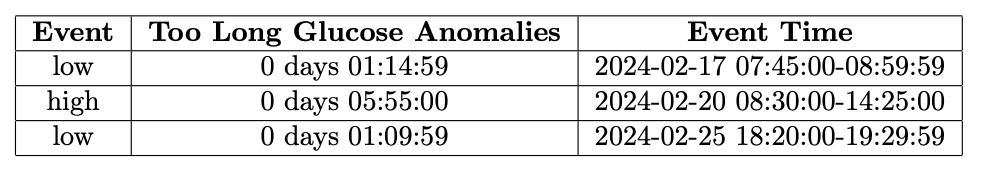 Event Too Long Glucose Anomalies Event Time
low 0 days 01:14:59 2024-02-17 07:45:00-08:59:59
high 0 days 05:55:00 2024-02-20 08:30:00-14:25:00
low 0 days 01:09:59 2024-02-25 18:20:00-19:29:59